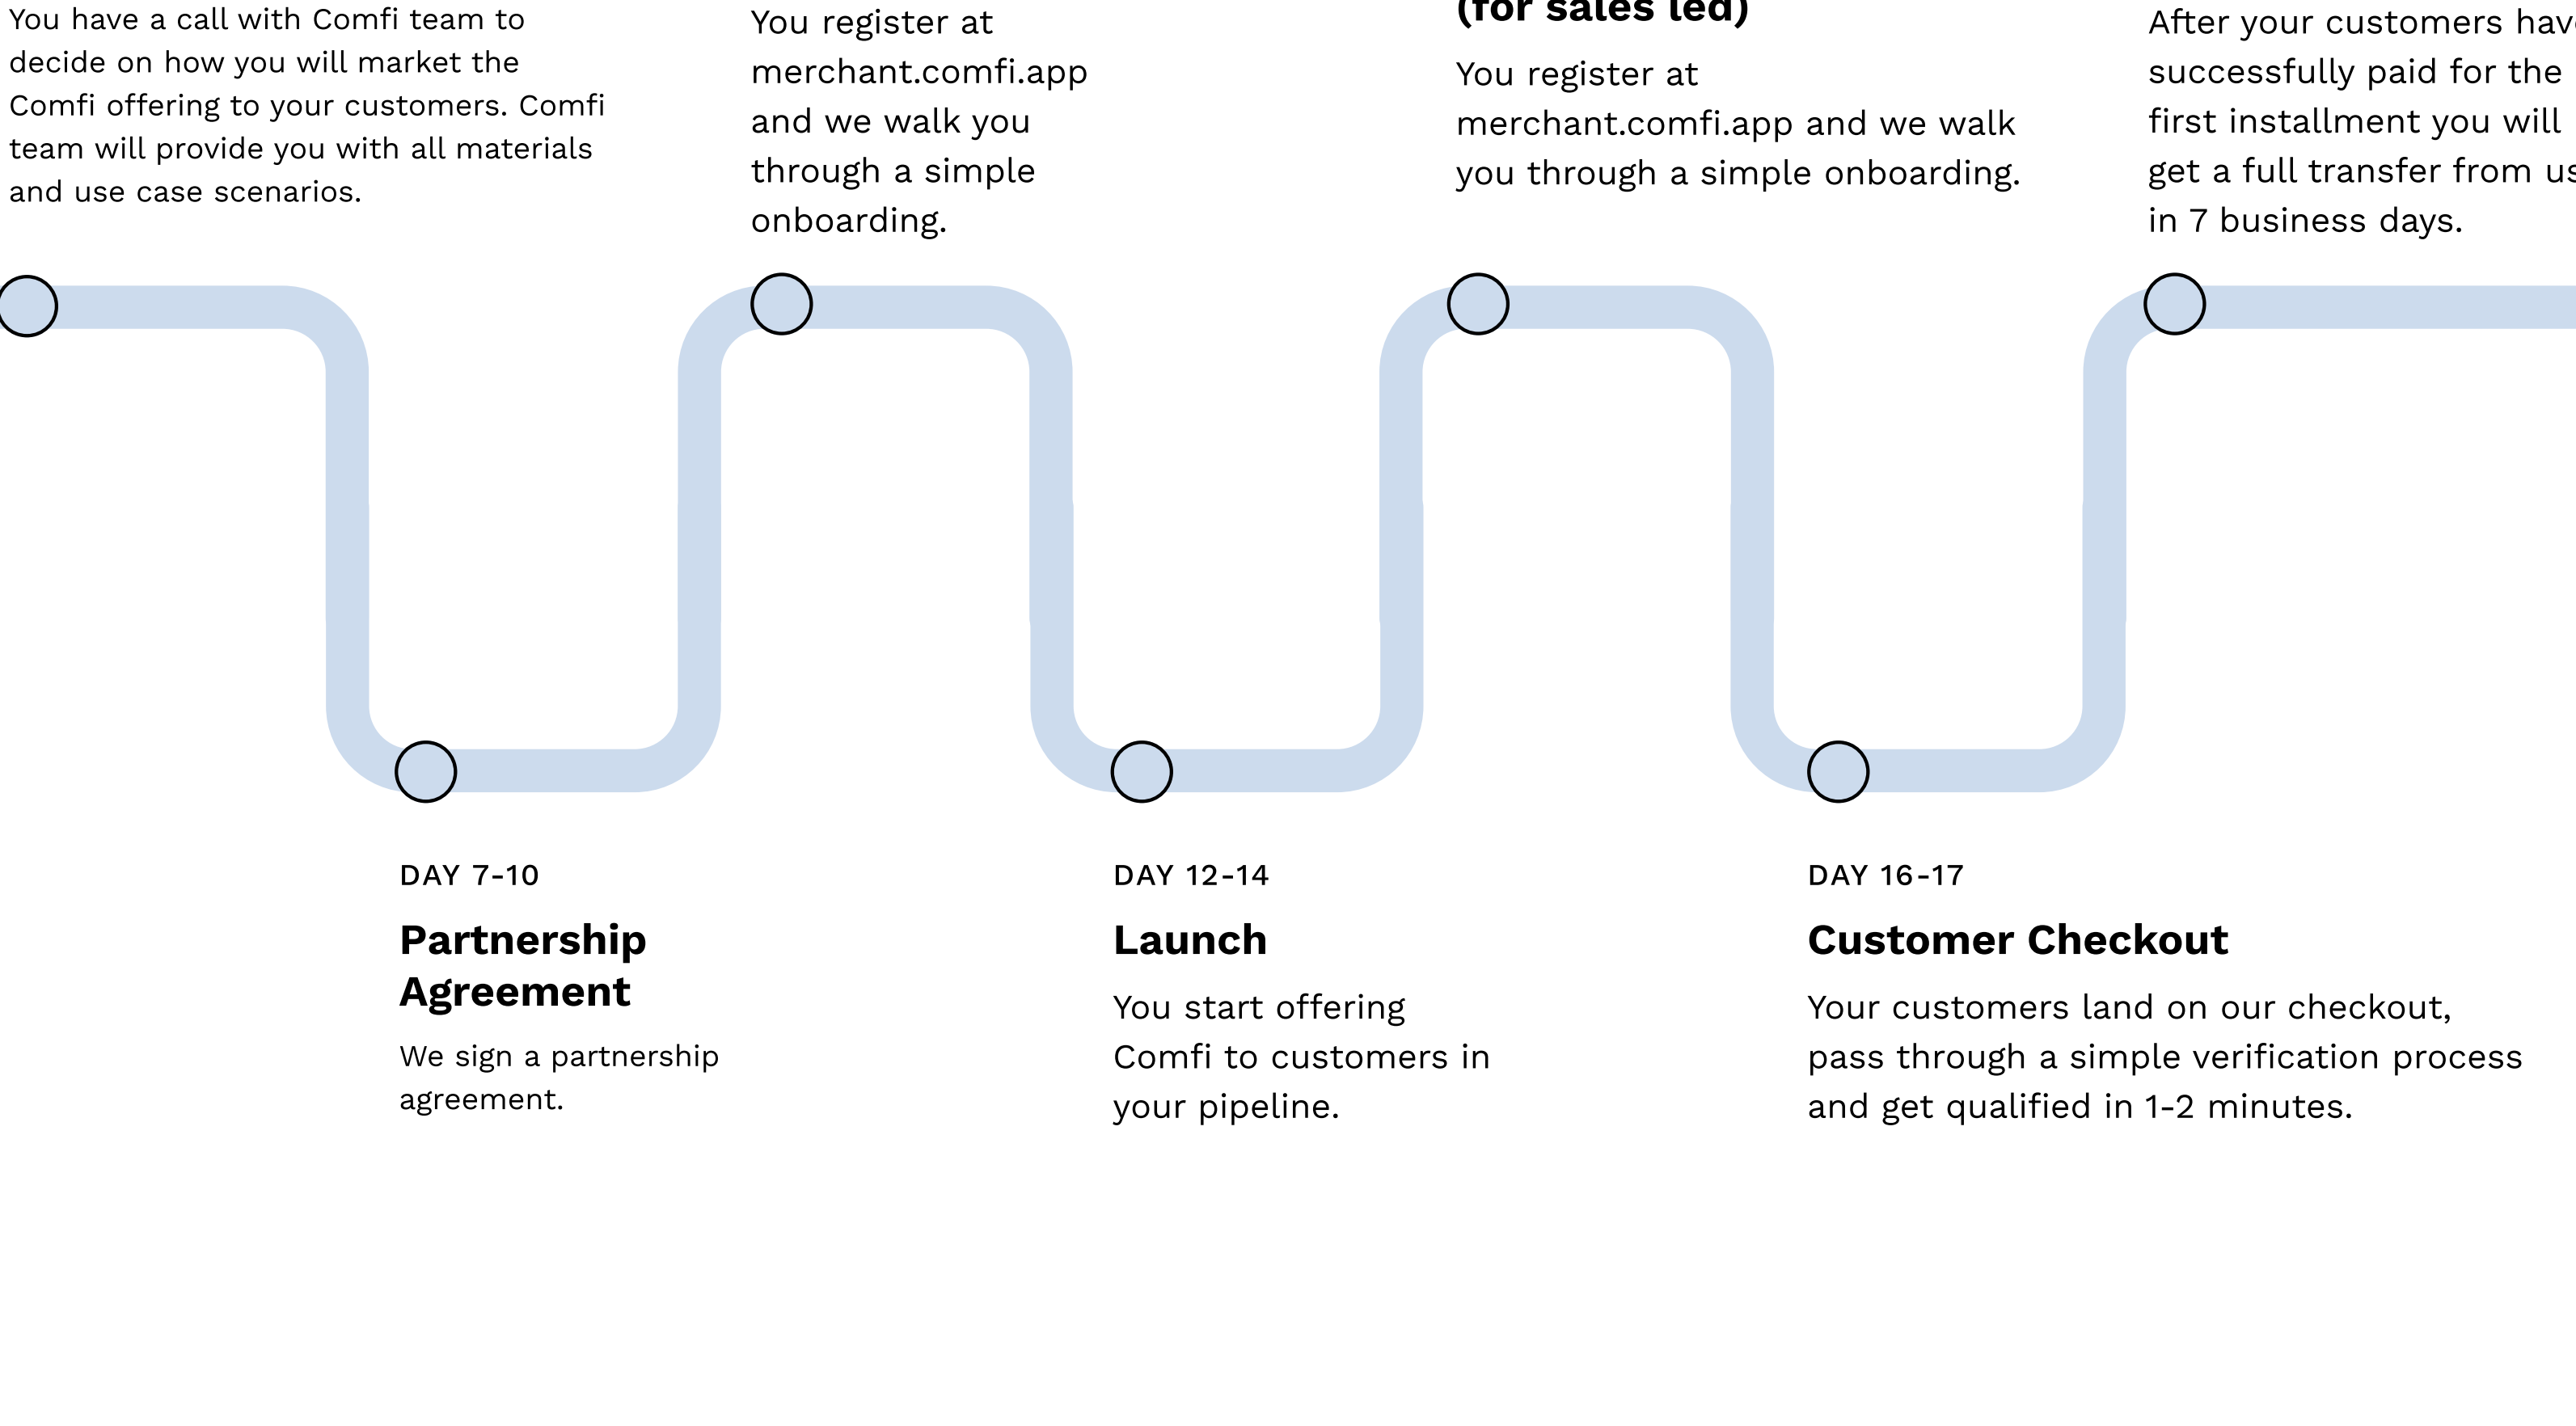 You have a call with Comfi team to
decide on how you will market the
Comfi offering to your customers. Comfi
team will provide you with all materials
and use case scenarios.
You register at
merchant.comfi.app
and we walk you
through a simple
onboarding.
(for sales led)
You register at
merchant.comfi.app and we walk
you through a simple onboarding.
After your customers have
successfully paid for the
first installment you will
get a full transfer from us
in 7 business days.
DAY 7-10
Partnership
Agreement
We sign a partnership
agreement.
DAY 12-14
Launch
You start offering
Comfi to customers in
your pipeline.
DAY 16-17
Customer Checkout
Your customers land on our checkout,
pass through a simple verification process
and get qualified in 1-2 minutes.